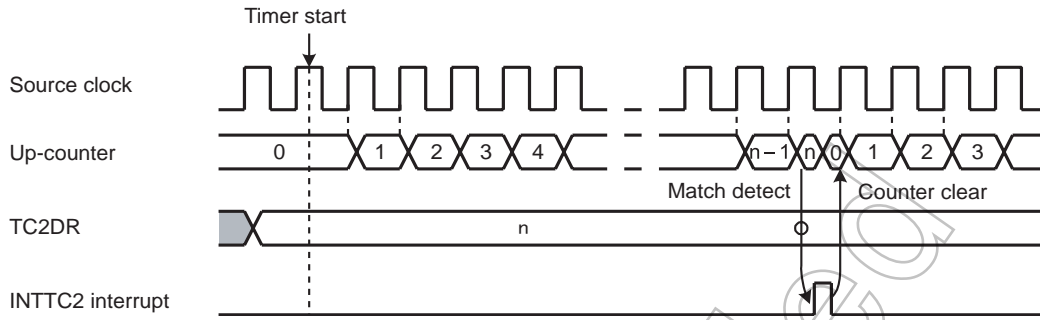 Timer start
Source clock
Up-counter 0 1 2 3 4 n – 1 n 0 1 2 3
Match detect Counter clear
TC2DR n
INTTC2 interrupt